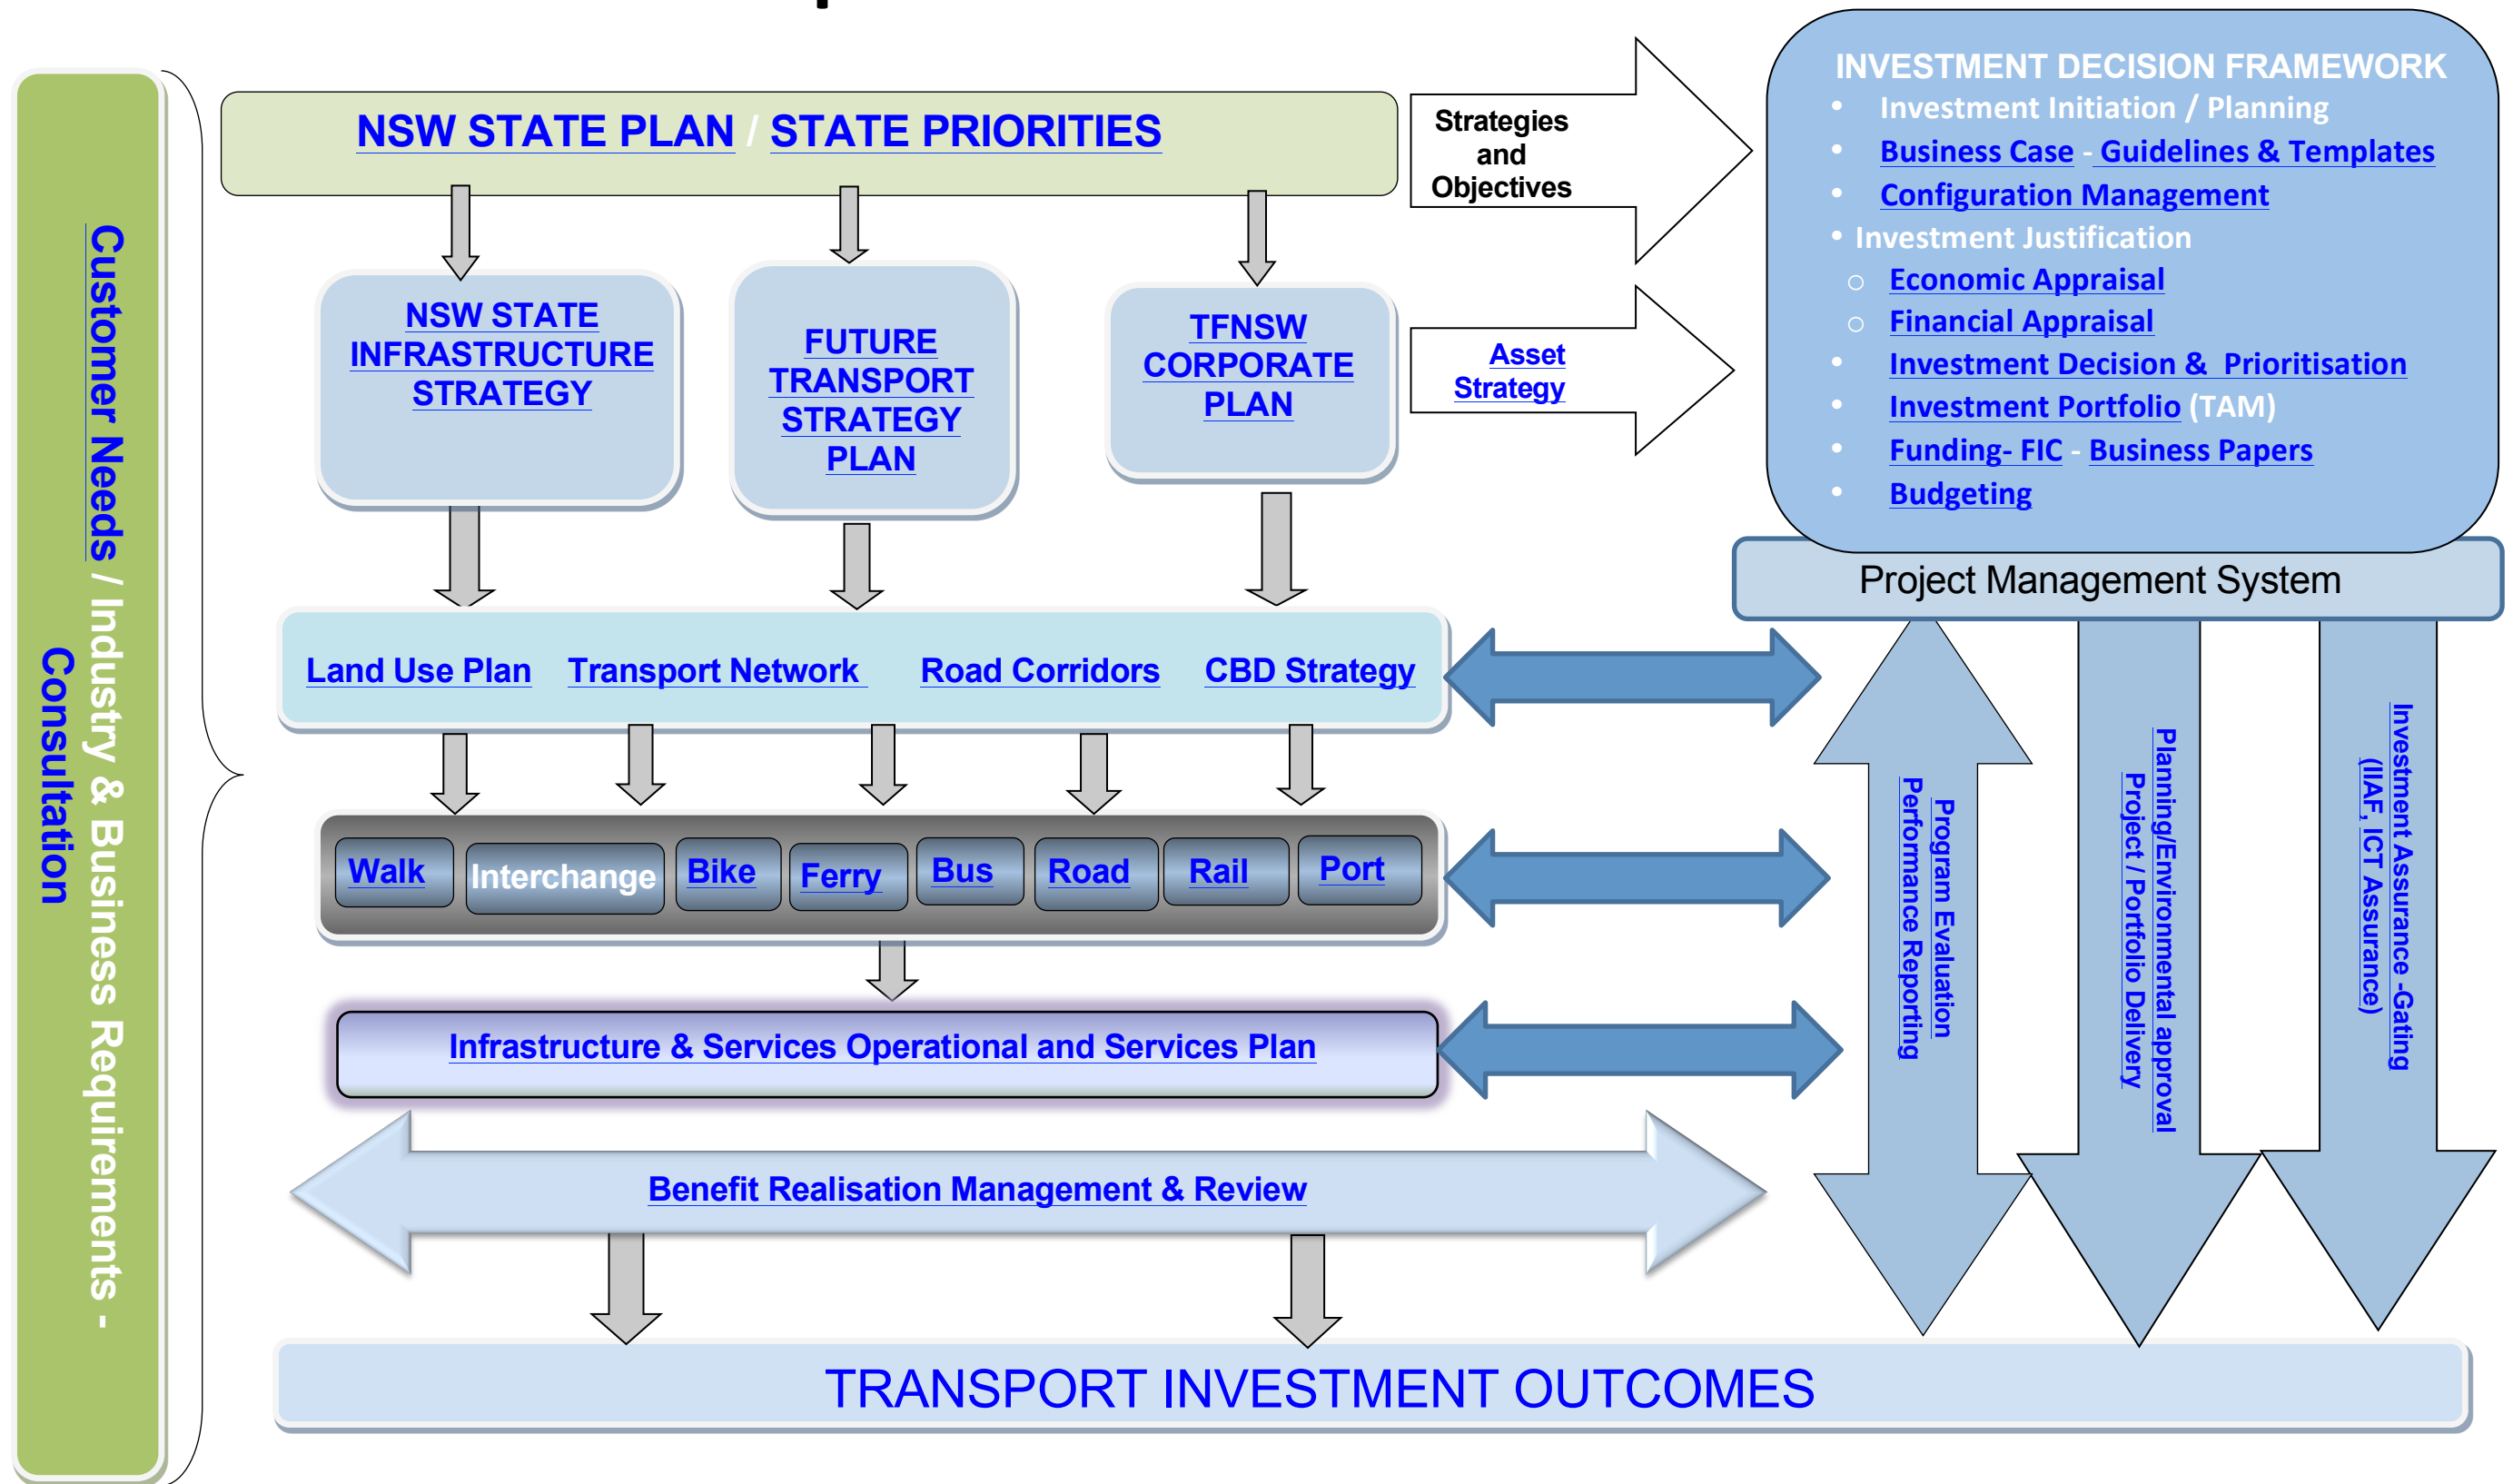 Customer Needs / Industry & Business Requirements -
Consultation
NSW STATE PLAN / STATE PRIORITIES
Strategies
and
Objectives
NSW STATE
INFRASTRUCTURE
STRATEGY
FUTURE
TRANSPORT
STRATEGY
PLAN
TFNSW
CORPORATE
PLAN
Asset
Strategy
INVESTMENT DECISION FRAMEWORK
• Investment Initiation / Planning
• Business Case - Guidelines & Templates
• Configuration Management
• Investment Justification
o Economic Appraisal
o Financial Appraisal
• Investment Decision & Prioritisation
• Investment Portfolio (TAM)
• Funding- FIC - Business Papers
• Budgeting
Project Management System
Land Use Plan Transport Network Road Corridors CBD Strategy
Walk Interchange Bike Ferry Bus Road Rail Port
Infrastructure & Services Operational and Services Plan
Benefit Realisation Management & Review
Program Evaluation
Performance Reporting
Planning/Environmental approval
Project / Portfolio Delivery
Investment Assurance -Gating
(IIAF, ICT Assurance)
TRANSPORT INVESTMENT OUTCOMES